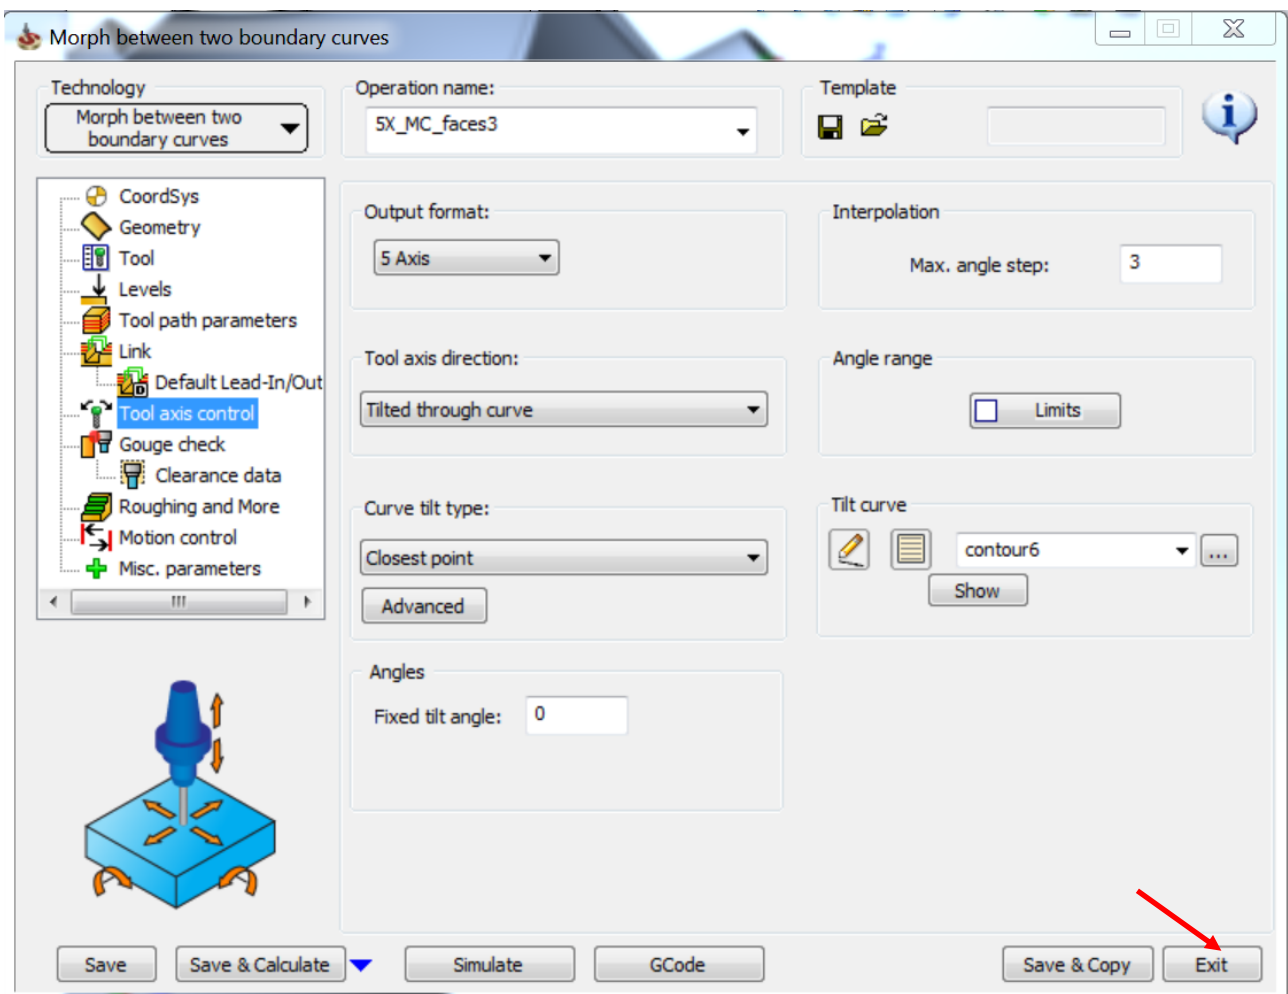 Morph between two boundary curves
Technology
Morph between two
boundary curves
Operation name:
5X_MC_faces3
Template
CoordSys
Geometry
Tool
Levels
Tool path parameters
Link
Default Lead-In/Out
Tool axis control
Gouge check
Clearance data
Roughing and More
Motion control
Misc. parameters
Output format:
5 Axis
Interpolation
Max. angle step: 3
Tool axis direction:
Tilted through curve
Angle range
Limits
Curve tilt type:
Closest point
Advanced
Tilt curve
contour6
...
Show
Angles
Fixed tilt angle: 0
Save
Save & Calculate
Simulate
GCode
Save & Copy
Exit